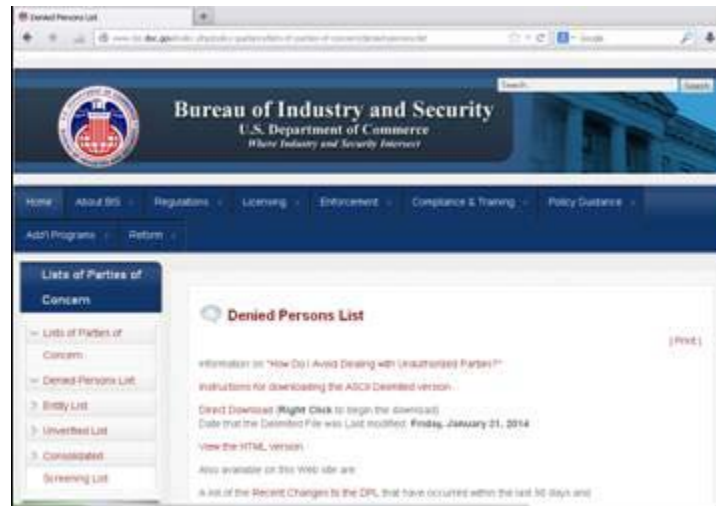 Denied Persons List
Search...
Search
Bureau of Industry and Security
U.S. Department of Commerce
Where Industry and Security Intersect
Home About BIS Regulations Licensing Enforcement Compliance & Training Policy Guidance
Add'l Programs Reform
Lists of Parties of
Concern
Lists of Parties of
Concern
Denied Persons List
Entity List
Unverified List
Consolidated
Screening List
Denied Persons List
| Print |
Information on "How Do I Avoid Dealing with Unauthorized Parties?"
Instructions for downloading the ASCII Delimited version
Direct Download (Right Click to begin the download)
Date that the Delimited File was Last modified: Friday, January 31, 2014
View the HTML version
Also available on this Web site are
A list of the Recent Changes to the DPL that have occurred within the last 90 days and